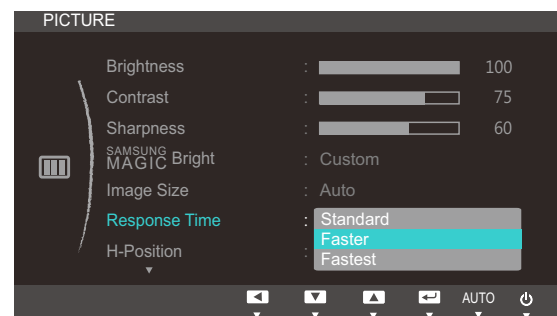 PICTURE
Brightness : 100
Contrast : 75
Sharpness : 60
SAMSUNG
MAGIC Bright : Custom
Image Size : Auto
Response Time : Standard
Faster
H-Position : Fastest
AUTO